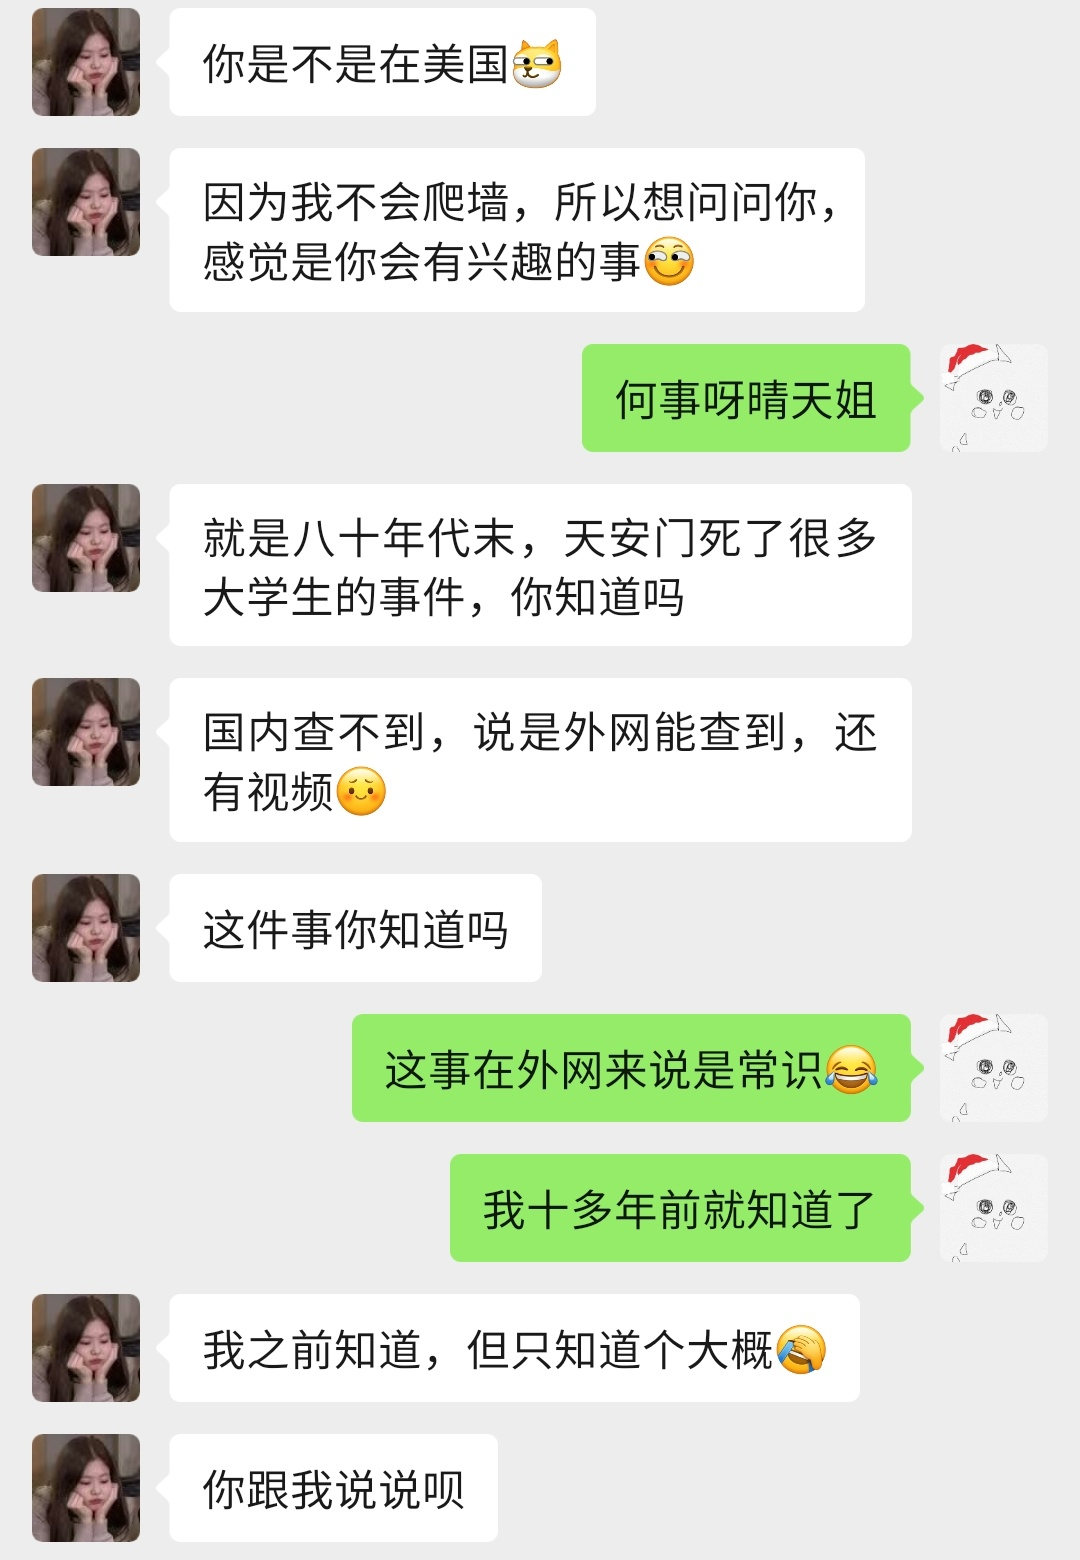 你是不是在美国
因为我不会爬墙，所以想问问你，
感觉是你会有兴趣的事
何事呀晴天姐
就是八十年代末，天安门死了很多
大学生的事件，你知道吗
国内查不到，说是外网能查到，还
有视频
这件事你知道吗
这事在外网来说是常识
我十多年前就知道了
我之前知道，但只知道个大概
你跟我说说呗